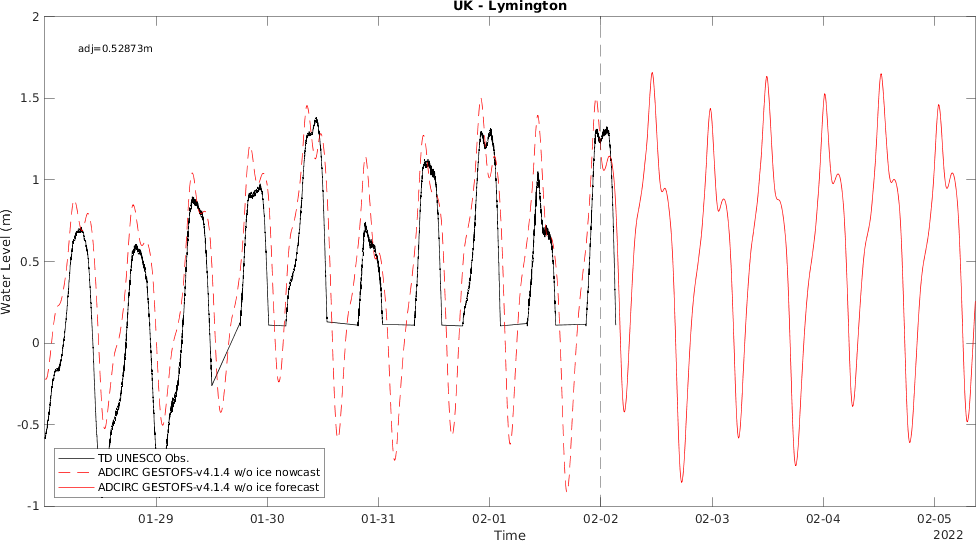 UK - Lymington
adj=0.52873m
2
1.5
1
0.5
0
-0.5
-1
Water Level (m)
TD UNESCO Obs.
ADCIRC GESTOFS-v4.1.4 w/o ice nowcast
ADCIRC GESTOFS-v4.1.4 w/o ice forecast
01-29 01-30 01-31 02-01 02-02 02-03 02-04 02-05
Time
2022